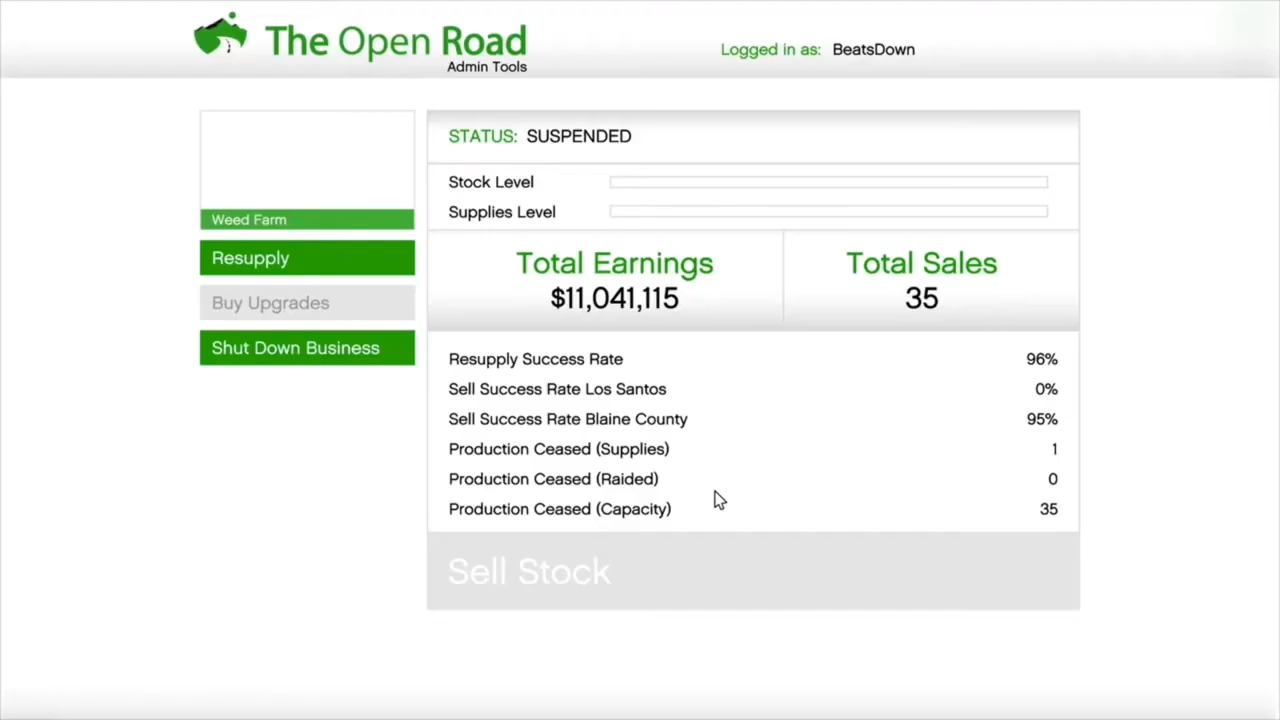 The Open Road
Admin Tools
Logged in as: BeatsDown
Weed Farm
Resupply
Buy Upgrades
Shut Down Business
STATUS: SUSPENDED
Stock Level
Supplies Level
Total Earnings
$11,041,115
Total Sales
35
Resupply Success Rate 96%
Sell Success Rate Los Santos 0%
Sell Success Rate Blaine County 95%
Production Ceased (Supplies) 1
Production Ceased (Raided) 0
Production Ceased (Capacity) 35
Sell Stock